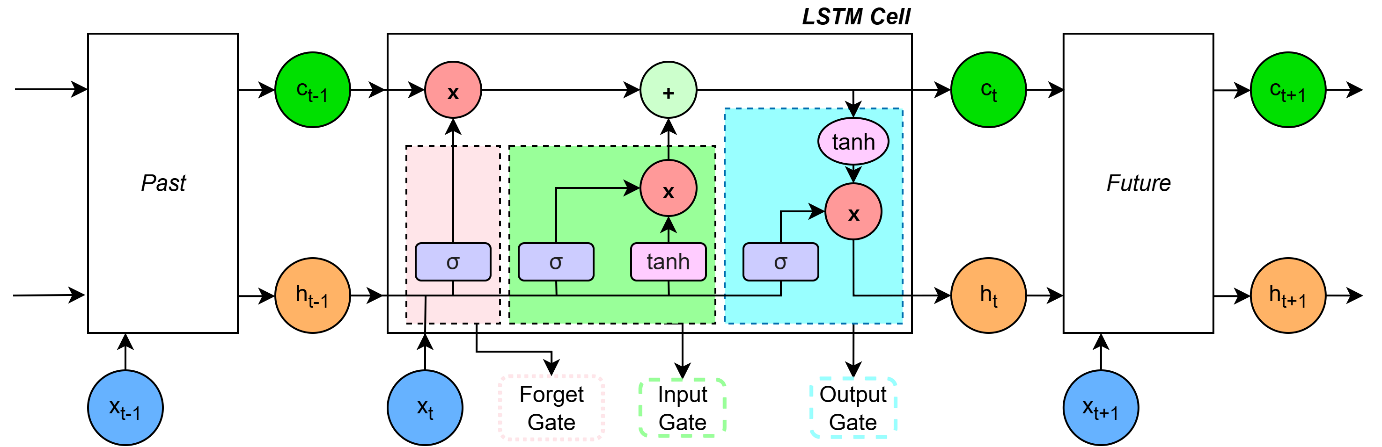 LSTM Cell
c_{t-1}
x
+
c_t
c_{t+1}
tanh
Past
x
x
Future
σ
σ
tanh
σ
h_{t-1}
h_t
h_{t+1}
x_{t-1}
x_t
Forget
Gate
Input
Gate
Output
Gate
x_{t+1}